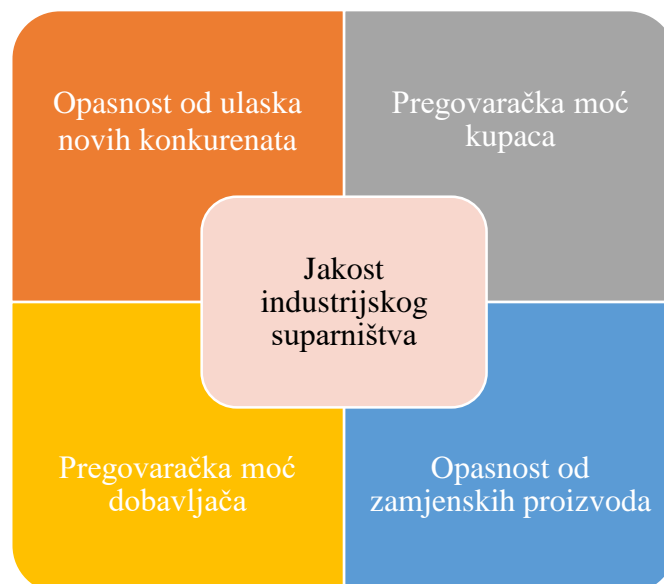 Opasnost od ulaska
novih konkurenata
Pregovaračka moć
kupaca
Jakost
industrijskog
suparništva
Pregovaračka moć
dobavljača
Opasnost od
zamjenskih proizvoda